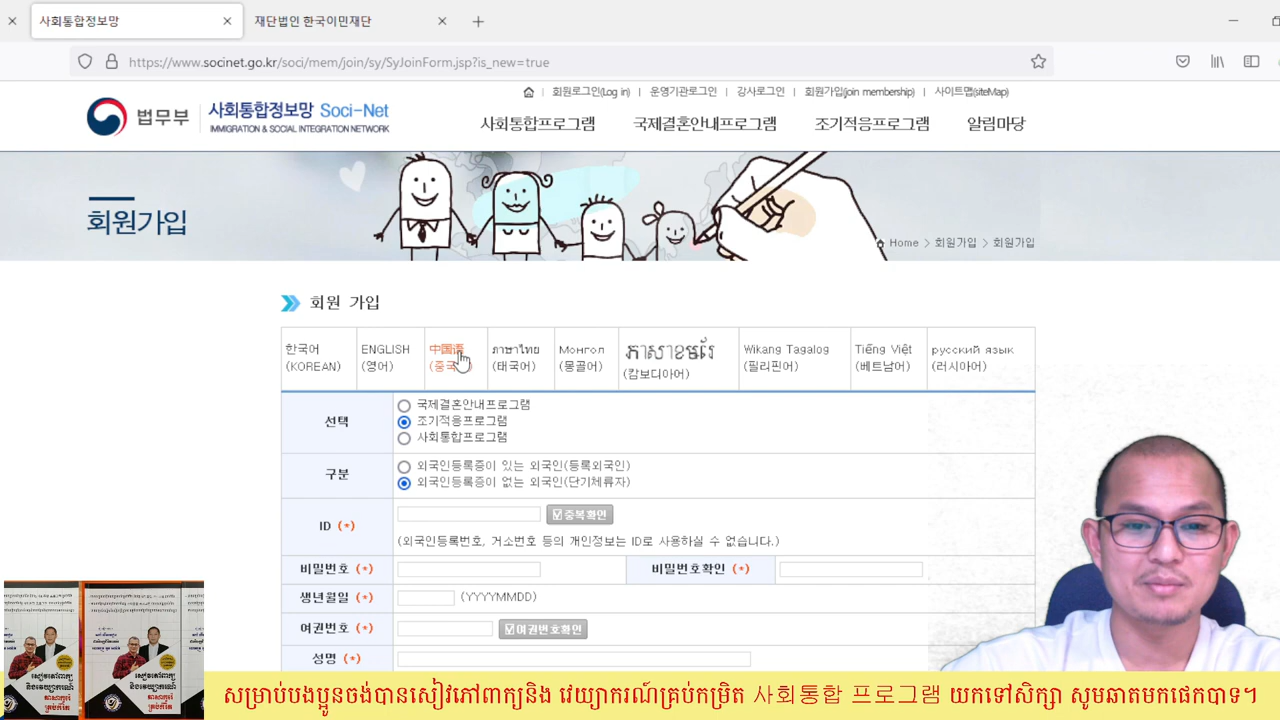 사회통합정보망
재단법인 한국이민재단
https://www.socinet.go.kr/soci/mem/join/sy/SyJoinForm.jsp?is_new=true
회원로그인(Log in) | 운영기관로그인 | 강사로그인 | 회원가입(join membership) | 사이트맵(siteMap)
법무부
사회통합정보망 Soci-Net
IMMIGRATION & SOCIAL INTEGRATION NETWORK
사회통합프로그램 국제결혼안내프로그램 조기적응프로그램 알림마당
회원가입
Home > 회원가입 > 회원가입
회원 가입
한국어 (KOREAN)
ENGLISH (영어)
中国语
ภาษาไทย (태국어)
Монгол (몽골어)
ភាសាខមែរ (캄보디아어)
Wikang Tagalog (필리핀어)
Tiếng Việt (베트남어)
русский язык (러시아어)
선택
국제결혼안내프로그램
조기적응프로그램
사회통합프로그램
구분
외국인등록증이 있는 외국인(등록외국인)
외국인등록증이 없는 외국인(단기체류자)
ID (*)
중복확인
(외국인등록번호, 거소번호 등의 개인정보는 ID로 사용하실 수 없습니다.)
비밀번호 (*)
비밀번호확인 (*)
생년월일 (*)
(YYYYMMDD)
여권번호 (*)
여권번호확인
성명 (*)
សម្រាប់បងប្អូនចង់បានសៀវភៅពាក្យនិង វេយ្យាករណ៍គ្រប់កម្រិត 사회통합 프로그램 យកទៅសិក្សា សូមឆាតមកផេកបាទ។